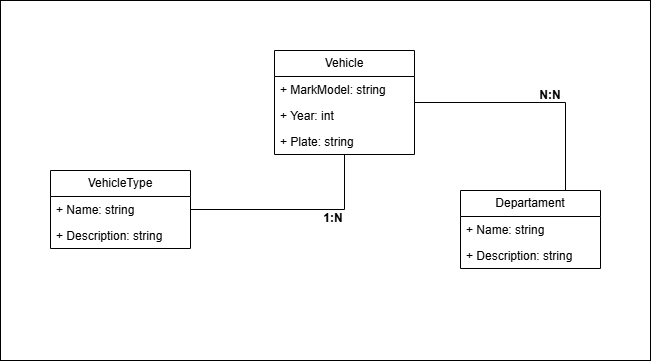 Vehicle
+ MarkModel: string
+ Year: int
+ Plate: string
N:N
VehicleType
+ Name: string
+ Description: string
1:N
Departament
+ Name: string
+ Description: string